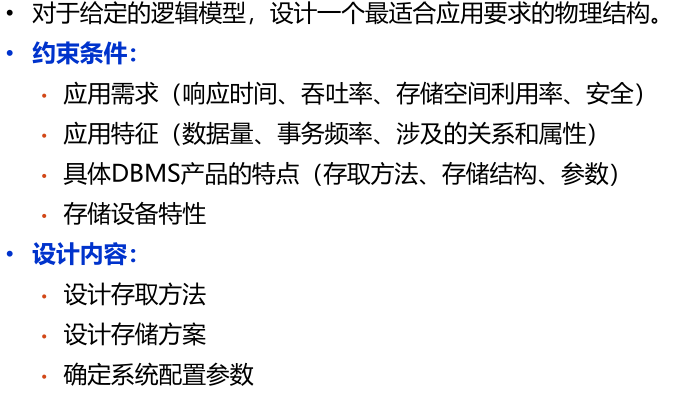 • 对于给定的逻辑模型，设计一个最适合应用要求的物理结构。
• 约束条件：
• 应用需求（响应时间、吞吐率、存储空间利用率、安全）
• 应用特征（数据量、事务频率、涉及的关系和属性）
• 具体DBMS产品的特点（存取方法、存储结构、参数）
• 存储设备特性
• 设计内容：
• 设计存取方法
• 设计存储方案
• 确定系统配置参数